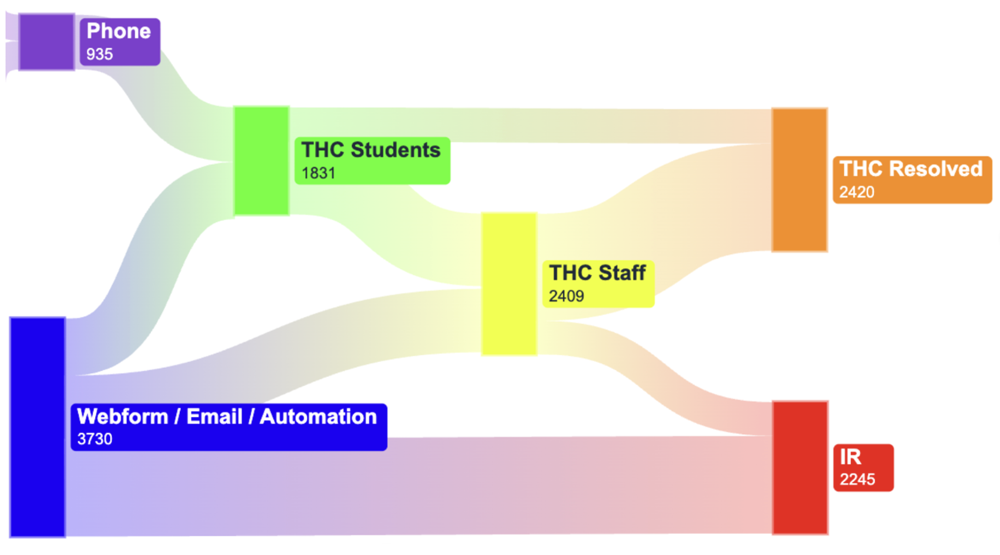 Phone
935
THC Students
1831
THC Resolved
2420
THC Staff
2409
Webform / Email / Automation
3730
IR
2245